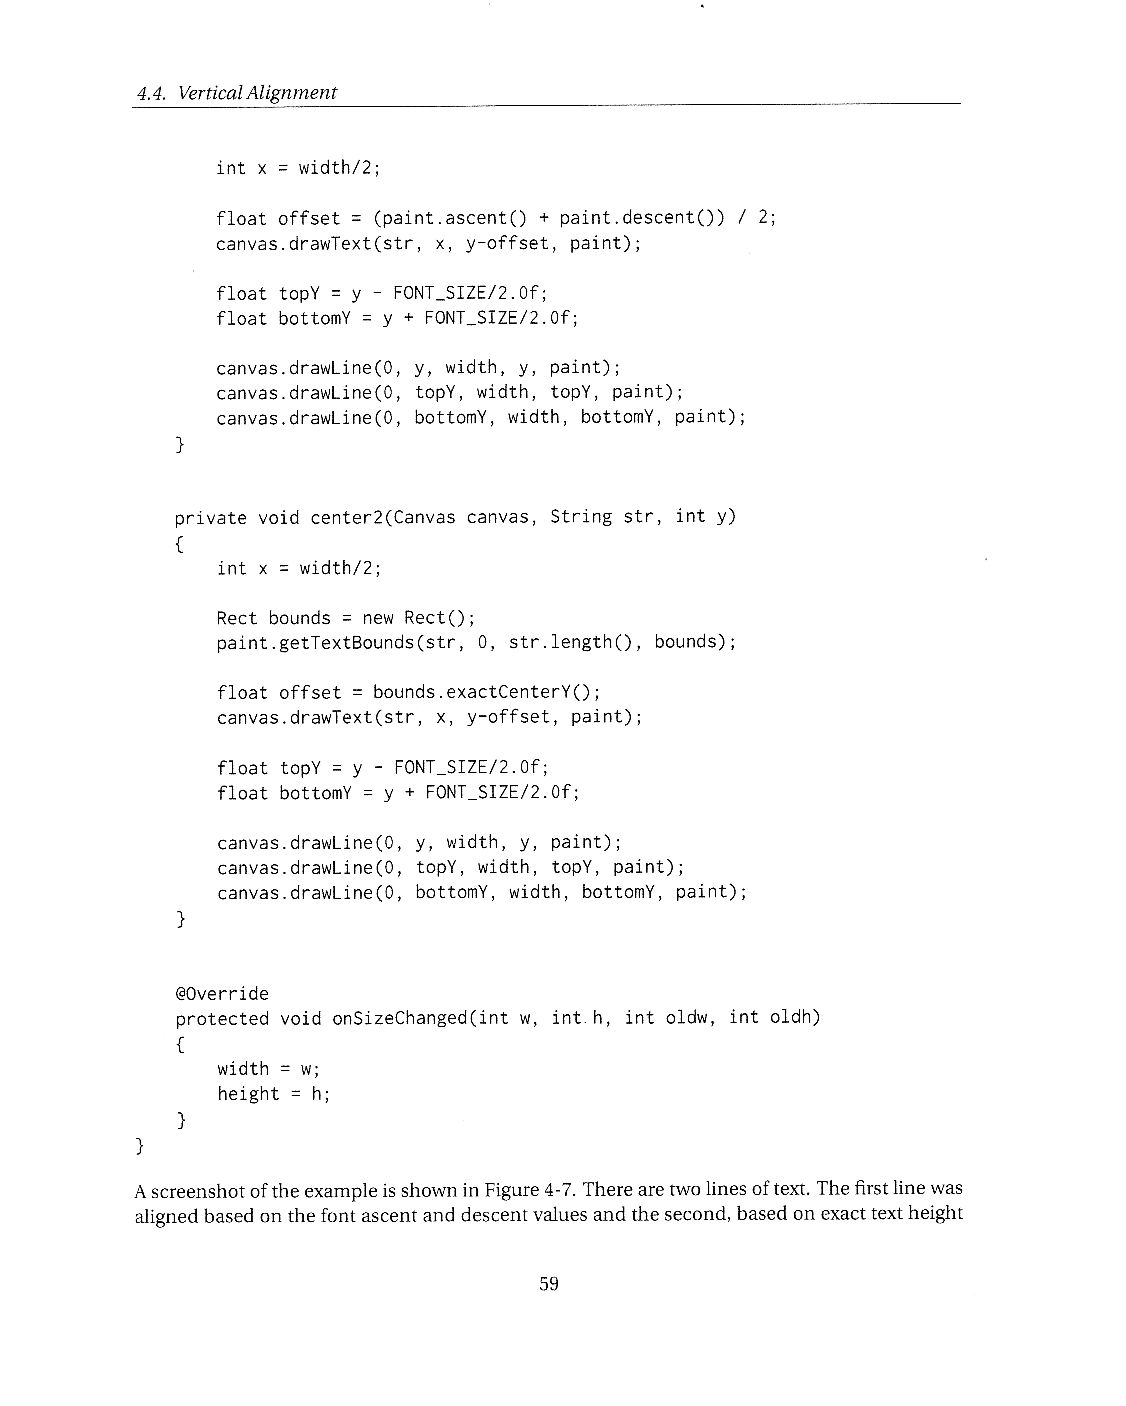 4.4. Vertical Alignment
int x = width/2;
float offset = (paint.ascent() + paint.descent()) / 2;
canvas.drawText(str, x, y-offset, paint);
float topY = y - FONT_SIZE/2.0f;
float bottomY = y + FONT_SIZE/2.0f;
canvas.drawLine(0, y, width, y, paint);
canvas.drawLine(0, topY, width, topY, paint);
canvas.drawLine(0, bottomY, width, bottomY, paint);
}
private void center2(Canvas canvas, String str, int y)
{
int x = width/2;
Rect bounds = new Rect();
paint.getTextBounds(str, 0, str.length(), bounds);
float offset = bounds.exactCenterY();
canvas.drawText(str, x, y-offset, paint);
float topY = y - FONT_SIZE/2.0f;
float bottomY = y + FONT_SIZE/2.0f;
canvas.drawLine(0, y, width, y, paint);
canvas.drawLine(0, topY, width, topY, paint);
canvas.drawLine(0, bottomY, width, bottomY, paint);
}
@Override
protected void onSizeChanged(int w, int h, int oldw, int oldh)
{
width = w;
height = h;
}
}
A screenshot of the example is shown in Figure 4-7. There are two lines of text. The first line was
aligned based on the font ascent and descent values and the second, based on exact text height
59